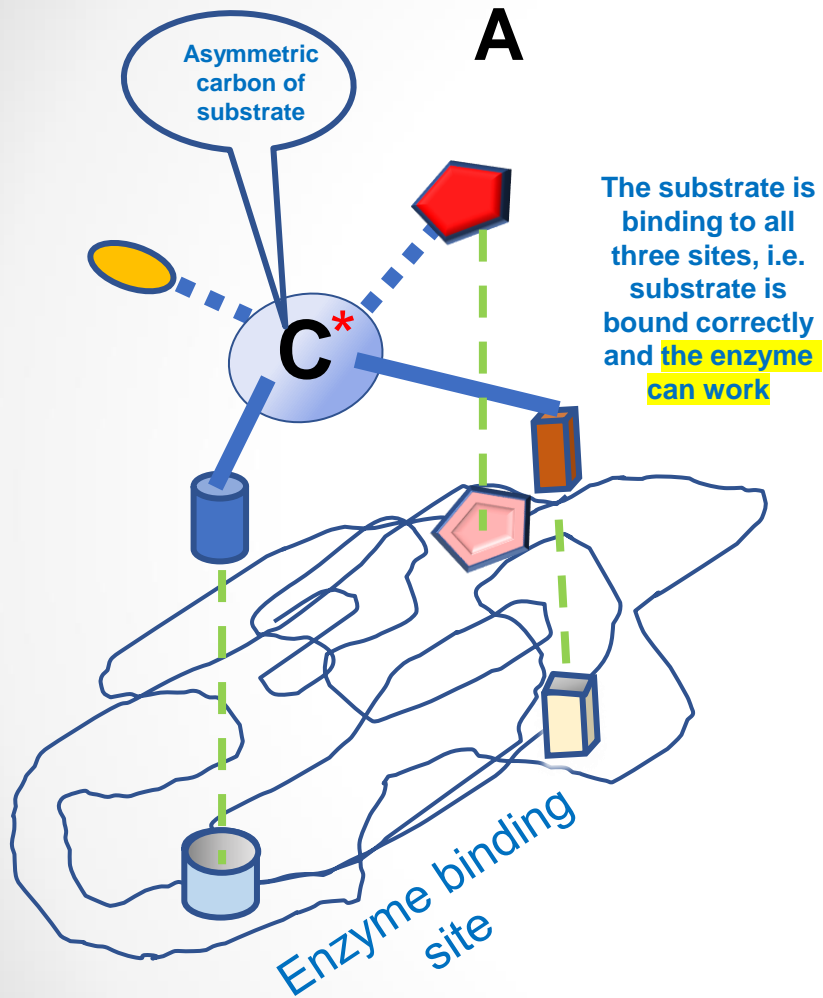 A
Asymmetric
carbon of
substrate
The substrate is
binding to all
three sites, i.e.
substrate is
bound correctly
and the enzyme
can work
C*
Enzyme binding
site